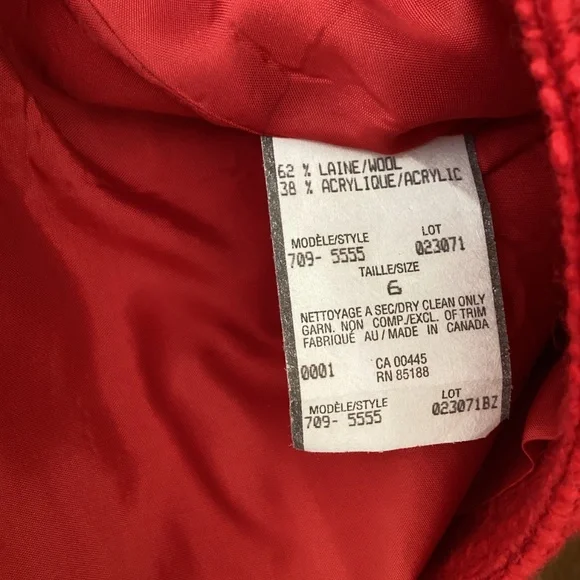 62 % LAINE/WOOL
38 % ACRYLIQUE/ACRYLIC
MODÈLE/STYLE LOT
709- 5555 023071
TAILLE/SIZE
6
NETTOYAGE A SEC/DRY CLEAN ONLY
GARN. NON COMP./EXCL. OF TRIM
FABRIQUÉ AU/MADE IN CANADA
0001 CA 00445
RN 85188
MODÈLE/STYLE LOT
709- 5555 023071BZ